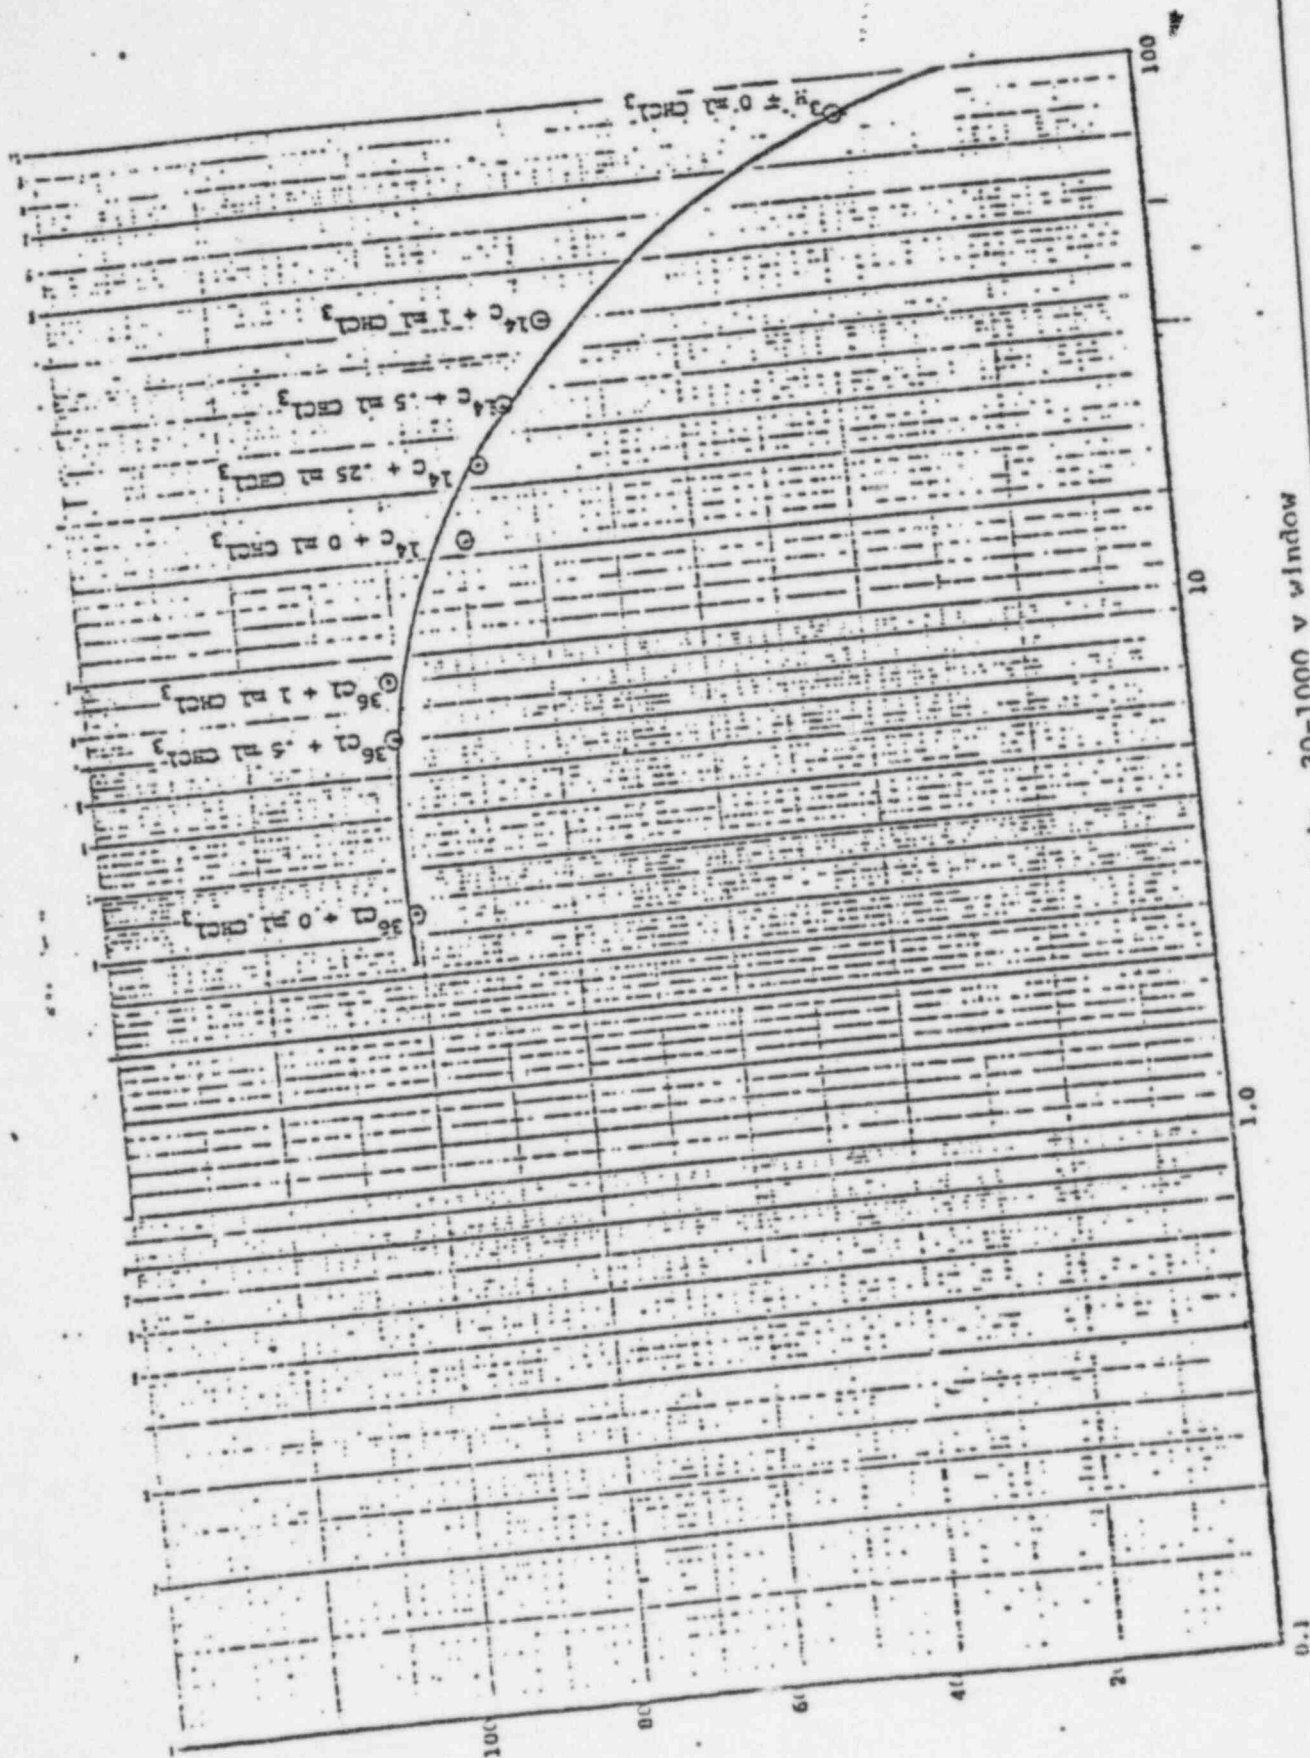 ³H + 0 ml CHCl₃
¹⁴C + 1 ml CHCl₃
¹⁴C + .5 ml CHCl₃
¹⁴C + .25 ml CHCl₃
¹⁴C + 0 ml CHCl₃
³⁶Cl + 1 ml CHCl₃
³⁶Cl + .5 ml CHCl₃
³⁶Cl + 0 ml CHCl₃
100
80
60
40
20
0.1
1.0
10
100
30-1000 v window